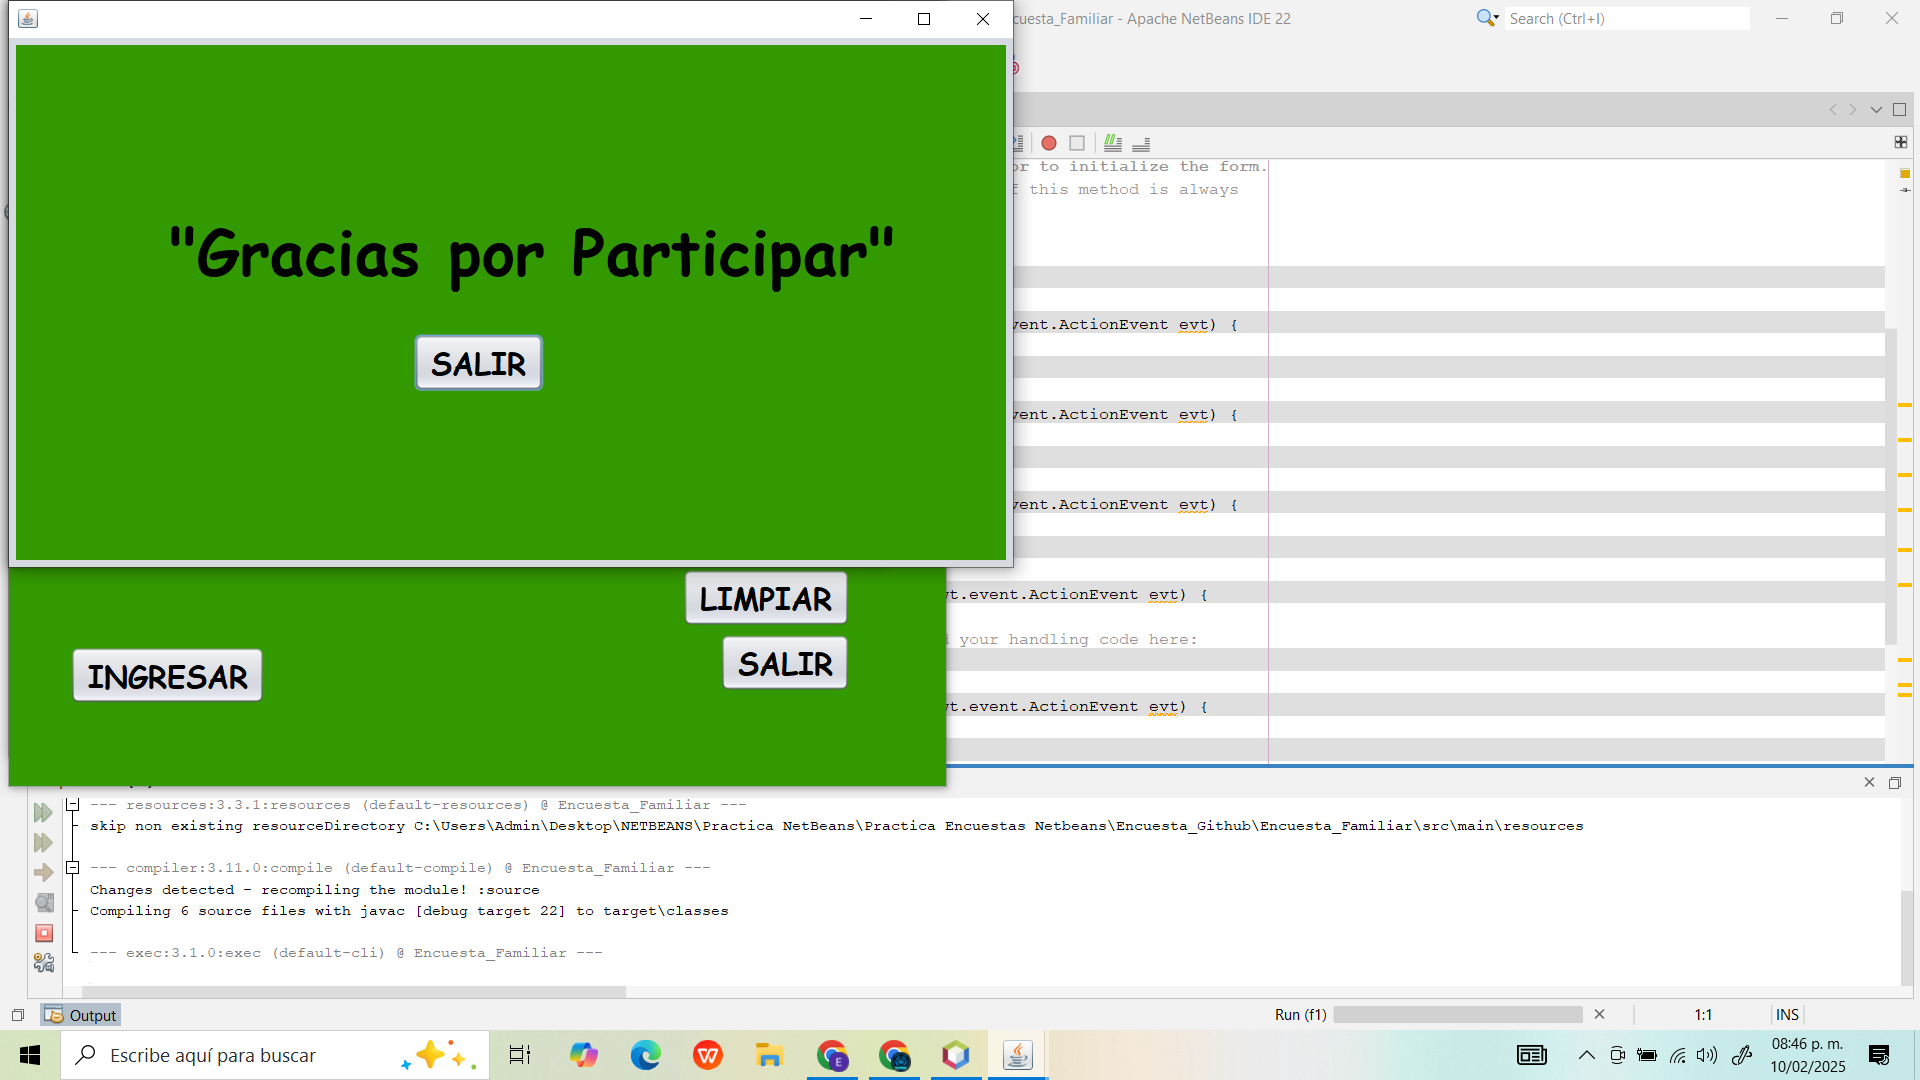 cuesta_Familiar - Apache NetBeans IDE 22
Search (Ctrl+I)
"Gracias por Participar"
SALIR
or to initialize the form.
f this method is always
vent.ActionEvent evt) {
vent.ActionEvent evt) {
vent.ActionEvent evt) {
vt.event.ActionEvent evt) {
d your handling code here:
vt.event.ActionEvent evt) {
LIMPIAR
SALIR
INGRESAR
--- resources:3.3.1:resources (default-resources) @ Encuesta_Familiar ---
skip non existing resourceDirectory C:\Users\Admin\Desktop\NETBEANS\Practica NetBeans\Practica Encuestas Netbeans\Encuesta_Github\Encuesta_Familiar\src\main\resources
--- compiler:3.11.0:compile (default-compile) @ Encuesta_Familiar ---
Changes detected - recompiling the module! :source
Compiling 6 source files with javac [debug target 22] to target\classes
--- exec:3.1.0:exec (default-cli) @ Encuesta_Familiar ---
Output
Run (f1)
1:1
INS
Escribe aquí para buscar
08:46 p. m.
10/02/2025